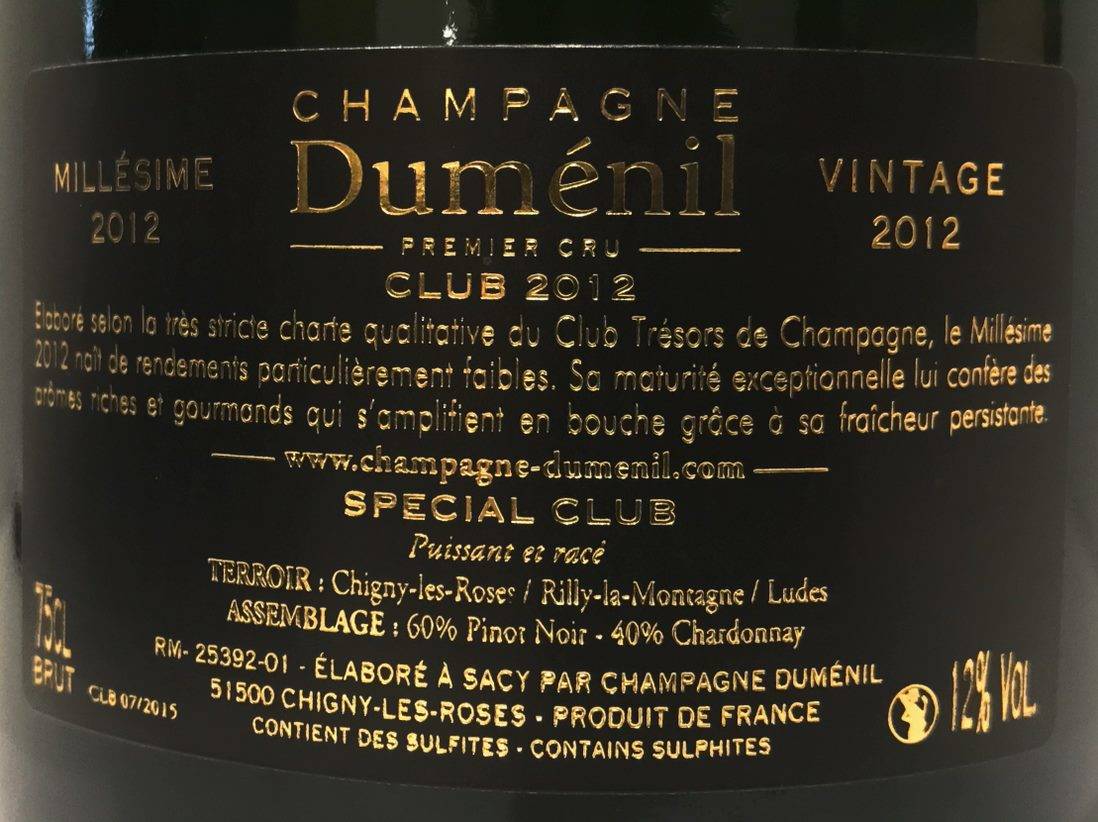 CHAMPAGNE
Duménil
MILLÉSIME
2012
VINTAGE
2012
PREMIER CRU
CLUB 2012
Elaboré selon la très stricte charte qualitative du Club Trésors de Champagne, le Millésime
2012 naît de rendements particulièrement faibles. Sa maturité exceptionnelle lui confère des
arômes riches et gourmands qui s'amplifient en bouche grâce à sa fraîcheur persistante.
www.champagne-dumenil.com
SPECIAL CLUB
Puissant et racé
TERROIR : Chigny-les-Roses / Rilly-la-Montagne / Ludes
ASSEMBLAGE : 60% Pinot Noir - 40% Chardonnay
75CL
BRUT
CLB 07/2015
RM- 25392-01 - ÉLABORÉ À SACY PAR CHAMPAGNE DUMÉNIL
51500 CHIGNY-LES-ROSES - PRODUIT DE FRANCE
CONTIENT DES SULFITES - CONTAINS SULPHITES
12% VOL.